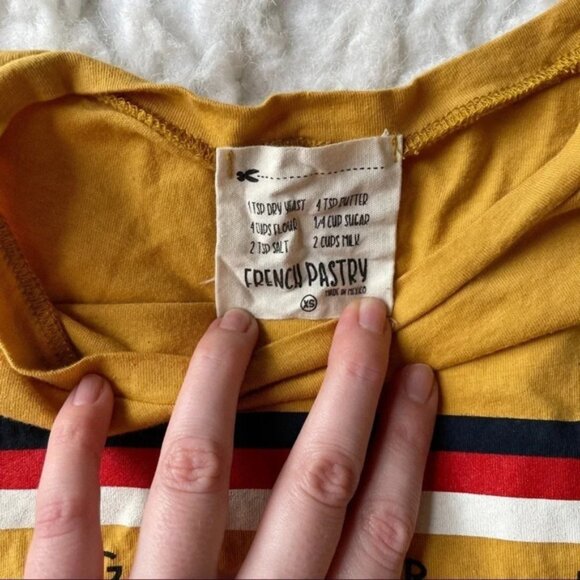 1 TSP DRY YEAST 4 TSP BUTTER
4 CUPS FLOUR 1/4 CUP SUGAR
2 TSP SALT 2 CUPS MILK
FRENCH PASTRY
MADE IN MEXICO
XS
G